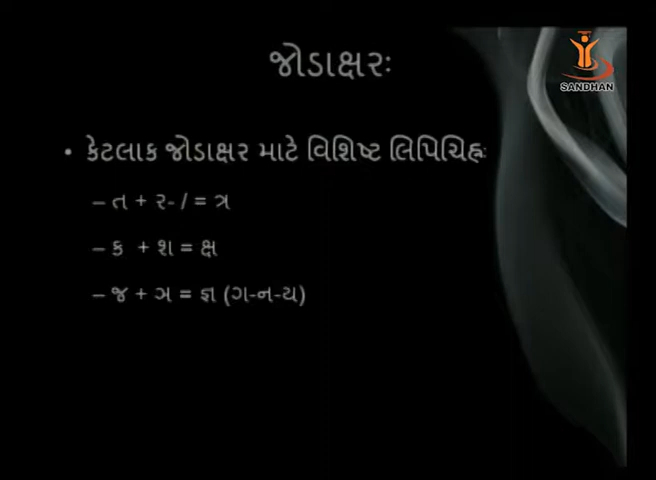 જોડાક્ષરઃ
SANDHAN
• કેટલાક જોડાક્ષર માટે વિશિષ્ટ લિપિચિહ્નઃ
– ત + ર- / = ત્ર
– ક + શ = ક્ષ
– જ + ઞ = જ્ઞ (ગ-ન-ય)